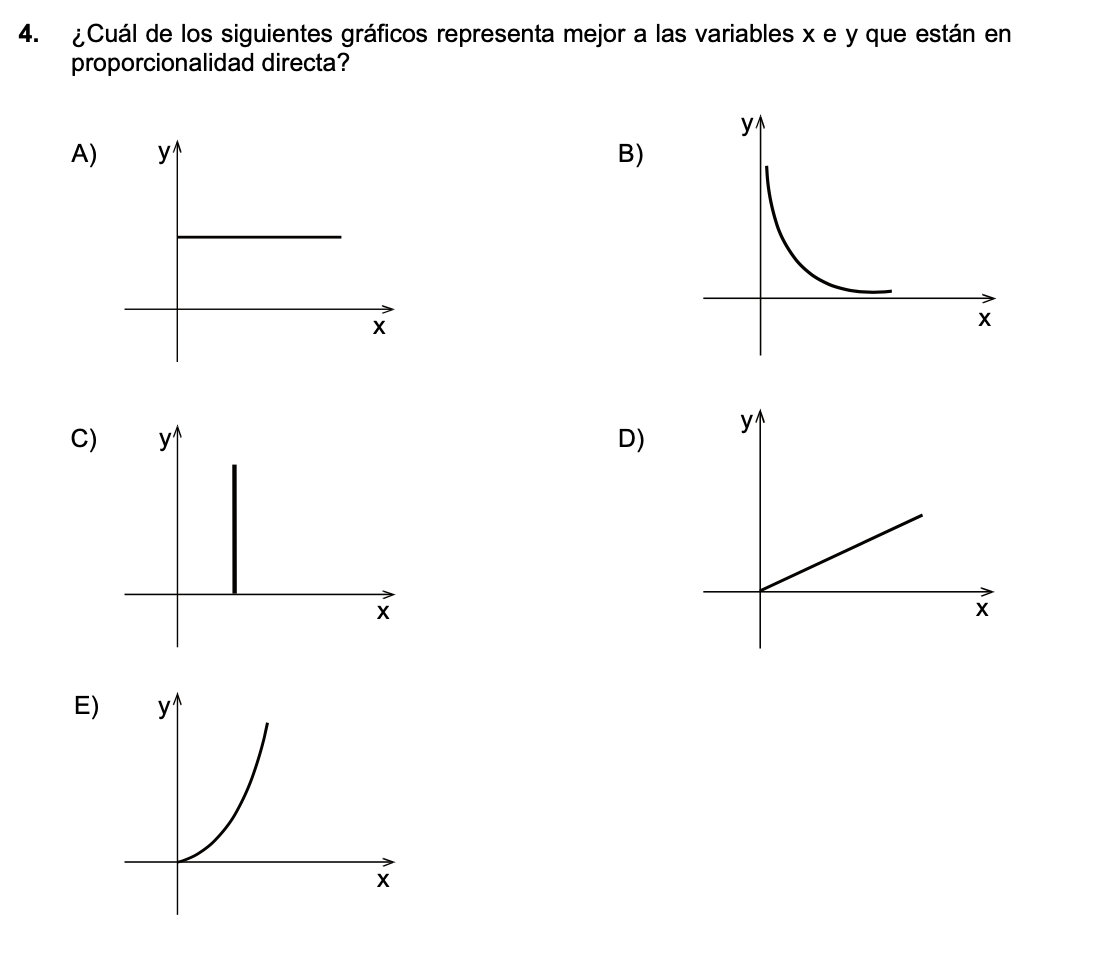 4. ¿Cuál de los siguientes gráficos representa mejor a las variables x e y que están en
proporcionalidad directa?
A) y x
B) y x
C) y x
D) y x
E) y x